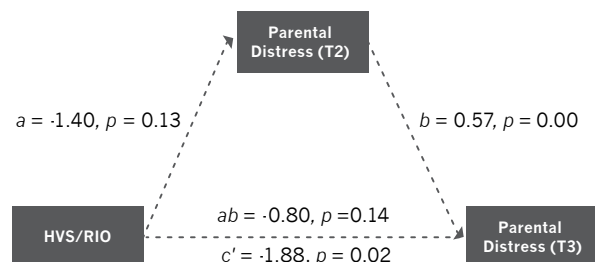 Parental
Distress (T2)
a = -1.40, p = 0.13
b = 0.57, p = 0.00
HVS/RIO
ab = -0.80, p =0.14
c' = -1.88, p = 0.02
Parental
Distress (T3)